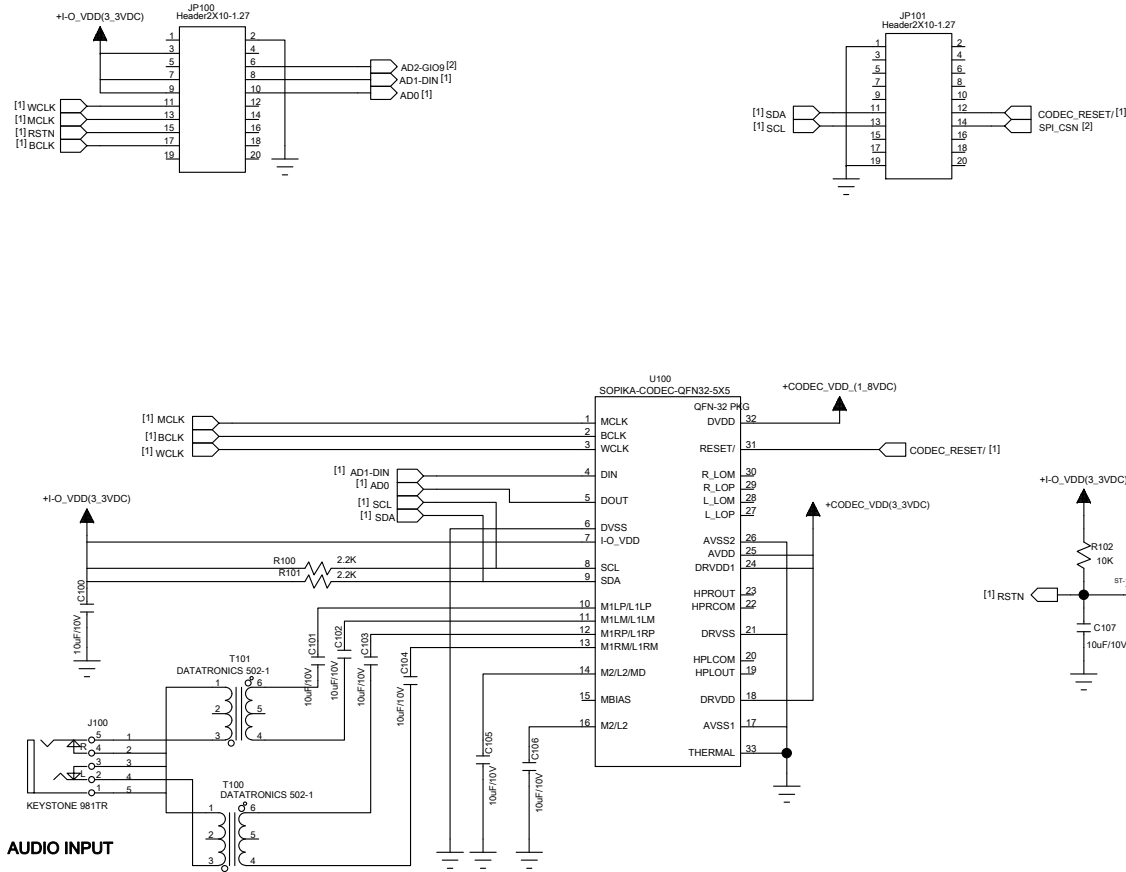 JP100
Header2X10-1.27
+I-O_VDD(3_3VDC)
1 2
3 4
5 6
7 8
9 10
11 12
13 14
15 16
17 18
19 20
AD2-GIO9 [2]
AD1-DIN [1]
AD0 [1]
[1] WCLK
[1] MCLK
[1] RSTN
[1] BCLK
JP101
Header2X10-1.27
1 2
3 4
5 6
7 8
9 10
11 12
13 14
15 16
17 18
19 20
[1] SDA
[1] SCL
CODEC_RESET/ [1]
SPI_CSN [2]
U100
SOPIKA-CODEC-QFN32-5X5
QFN-32 PKG
+CODEC_VDD_(1_8VDC)
[1] MCLK
[1] BCLK
[1] WCLK
[1] AD1-DIN
[1] AD0
[1] SCL
[1] SDA
1 MCLK
2 BCLK
3 WCLK
4 DIN
5 DOUT
6 DVSS
7 I-O_VDD
8 SCL
9 SDA
10 M1LP/L1LP
11 M1LM/L1LM
12 M1RP/L1RP
13 M1RM/L1RM
14 M2/L2/MD
15 MBIAS
16 M2/L2
DVDD 32
RESET/ 31
R_LOM 30
R_LOP 29
L_LOM 28
L_LOP 27
AVSS2 26
AVDD 25
DRVDD1 24
HPROUT 23
HPRCOM 22
DRVSS 21
HPLCOM 20
HPLOUT 19
DRVDD 18
AVSS1 17
THERMAL 33
CODEC_RESET/ [1]
+CODEC_VDD(3_3VDC)
+I-O_VDD(3_3VDC)
R100 2.2K
R101 2.2K
C100
10uF/10V
C101
10uF/10V
C102
10uF/10V
C103
10uF/10V
C104
10uF/10V
C105
10uF/10V
C106
10uF/10V
T101
DATATRONICS 502-1
1 6
2 5
3 4
T100
DATATRONICS 502-1
1 6
2 5
3 4
J100
5 1
4 2
3 3
2 4
1 5
R
L
KEYSTONE 981TR
AUDIO INPUT
+I-O_VDD(3_3VDC)
R102
10K
[1] RSTN
ST-
C107
10uF/10V